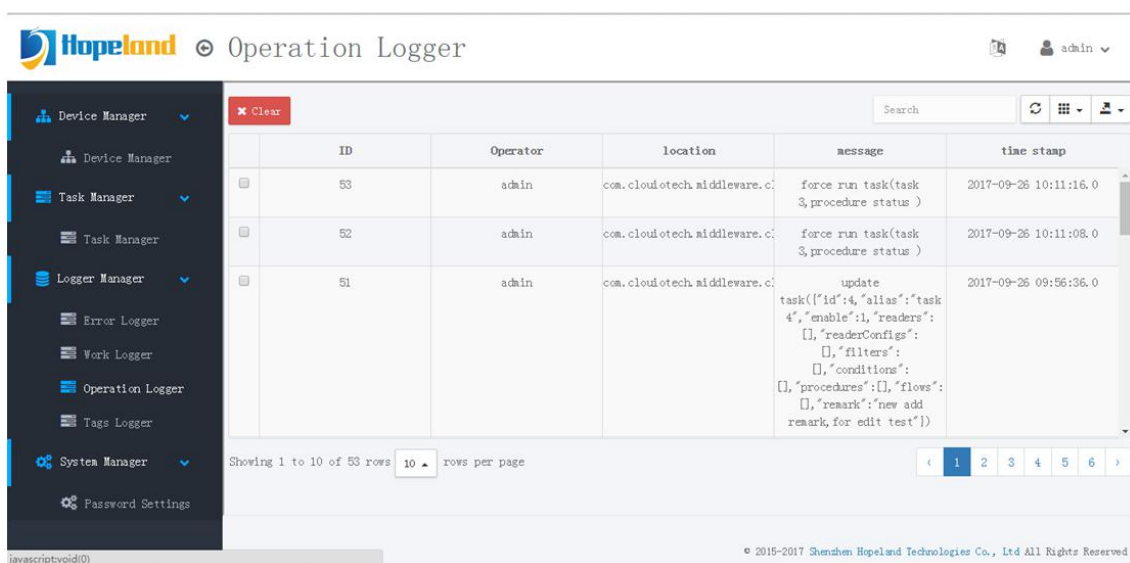 Hopeland Operation Logger admin
Device Manager
Device Manager
Task Manager
Task Manager
Logger Manager
Error Logger
Work Logger
Operation Logger
Tags Logger
System Manager
Password Settings
javascript:void(0)
Clear Search
ID Operator location message time stamp
53 admin com.cloudiotech.middleware.cl force run task(task 2017-09-26 10:11:16.0
3,procedure status )
52 admin com.cloudiotech.middleware.cl force run task(task 2017-09-26 10:11:08.0
3,procedure status )
51 admin com.cloudiotech.middleware.cl update 2017-09-26 09:56:36.0
task({"id":4,"alias":"task
4","enable":1,"readers":
[],"readerConfigs":
[],"filters":
[],"conditions":
[],"procedures":[],"flows":
[],"remark":"new add
remark,for edit test"})
Showing 1 to 10 of 53 rows 10 rows per page ‹ 1 2 3 4 5 6 ›
© 2015-2017 Shenzhen Hopeland Technologies Co., Ltd All Rights Reserved